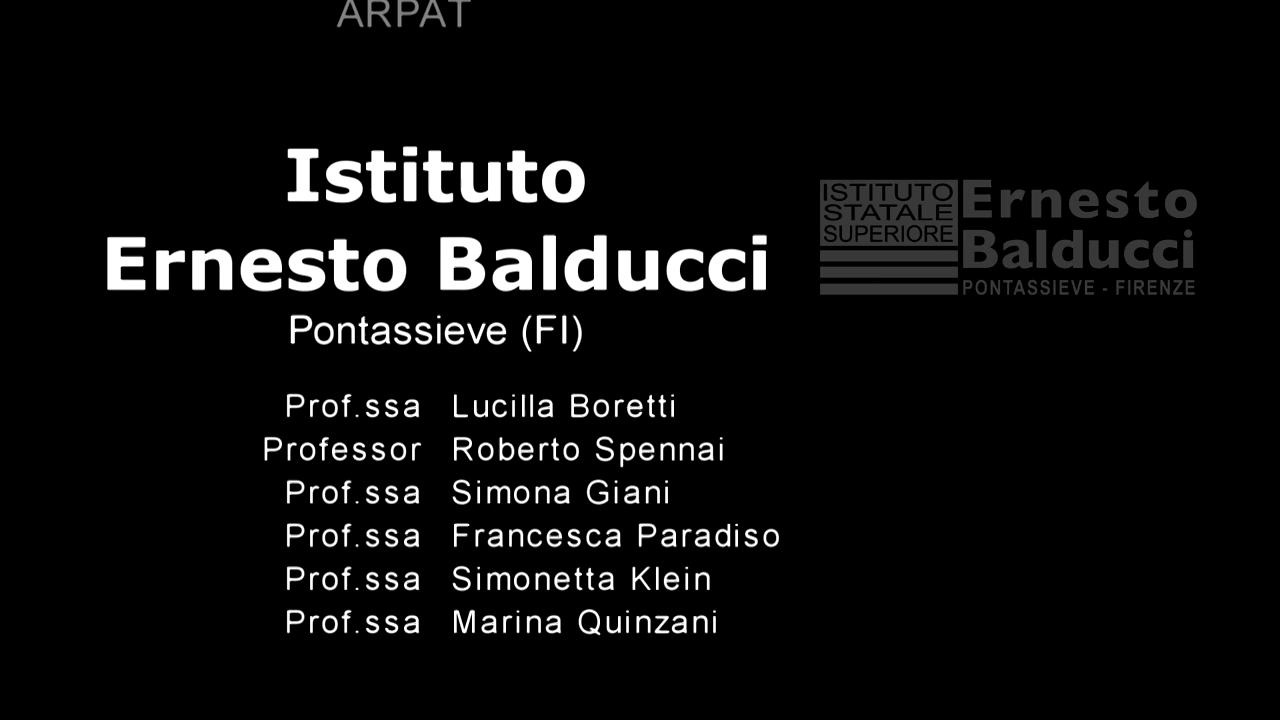 ARPAT
Istituto
Ernesto Balducci
Pontassieve (FI)
ISTITUTO
STATALE
SUPERIORE
Ernesto
Balducci
PONTASSIEVE - FIRENZE
Prof.ssa Lucilla Boretti
Professor Roberto Spennai
Prof.ssa Simona Giani
Prof.ssa Francesca Paradiso
Prof.ssa Simonetta Klein
Prof.ssa Marina Quinzani